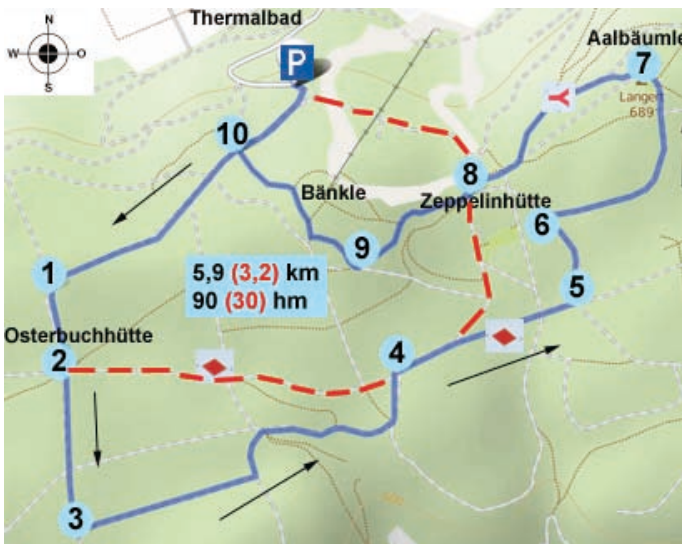 N
W O
S
Thermalbad
P
Aalbäumle
7
Langert
689
10
8
Bänkle
Zeppelinhütte
6
9
1
5,9 (3,2) km
90 (30) hm
5
Osterbuchhütte
2
4
3